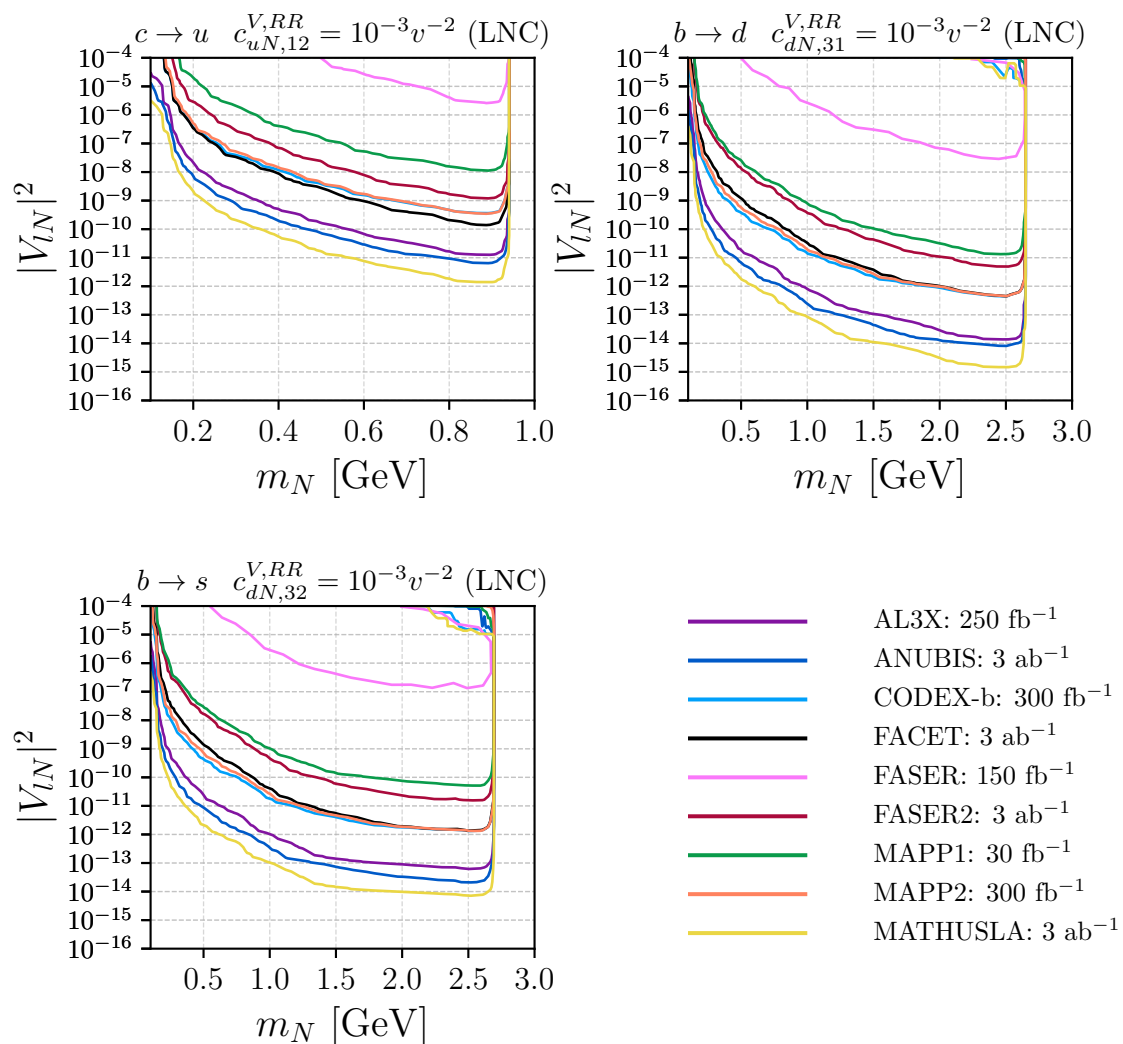 c → u   c^{V,RR}_{uN,12} = 10^{−3}v^{−2} (LNC)
b → d   c^{V,RR}_{dN,31} = 10^{−3}v^{−2} (LNC)
|V_{lN}|^2
10^{−4}
10^{−5}
10^{−6}
10^{−7}
10^{−8}
10^{−9}
10^{−10}
10^{−11}
10^{−12}
10^{−13}
10^{−14}
10^{−15}
10^{−16}
0.2 0.4 0.6 0.8 1.0
m_N [GeV]
|V_{lN}|^2
10^{−4}
10^{−5}
10^{−6}
10^{−7}
10^{−8}
10^{−9}
10^{−10}
10^{−11}
10^{−12}
10^{−13}
10^{−14}
10^{−15}
10^{−16}
0.5 1.0 1.5 2.0 2.5 3.0
m_N [GeV]
b → s   c^{V,RR}_{dN,32} = 10^{−3}v^{−2} (LNC)
|V_{lN}|^2
10^{−4}
10^{−5}
10^{−6}
10^{−7}
10^{−8}
10^{−9}
10^{−10}
10^{−11}
10^{−12}
10^{−13}
10^{−14}
10^{−15}
10^{−16}
0.5 1.0 1.5 2.0 2.5 3.0
m_N [GeV]
AL3X: 250 fb^{−1}
ANUBIS: 3 ab^{−1}
CODEX-b: 300 fb^{−1}
FACET: 3 ab^{−1}
FASER: 150 fb^{−1}
FASER2: 3 ab^{−1}
MAPP1: 30 fb^{−1}
MAPP2: 300 fb^{−1}
MATHUSLA: 3 ab^{−1}